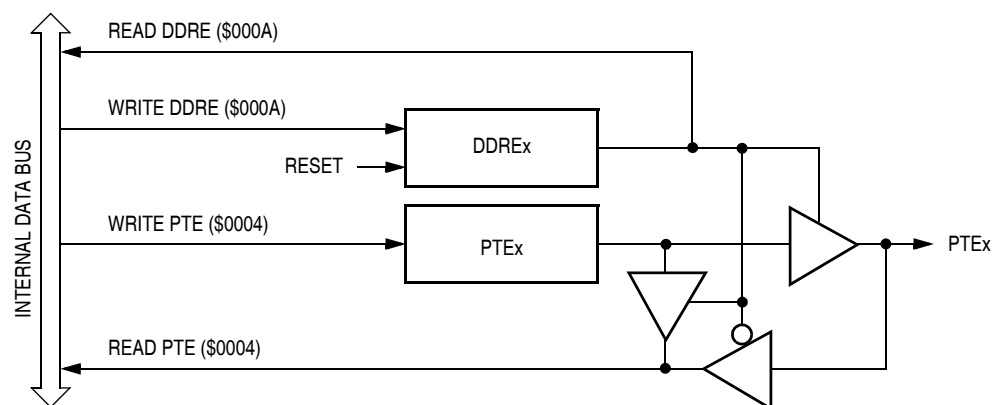 READ DDRE ($000A)
WRITE DDRE ($000A)
DDREx
RESET
INTERNAL DATA BUS
WRITE PTE ($0004)
PTEx
PTEx
READ PTE ($0004)